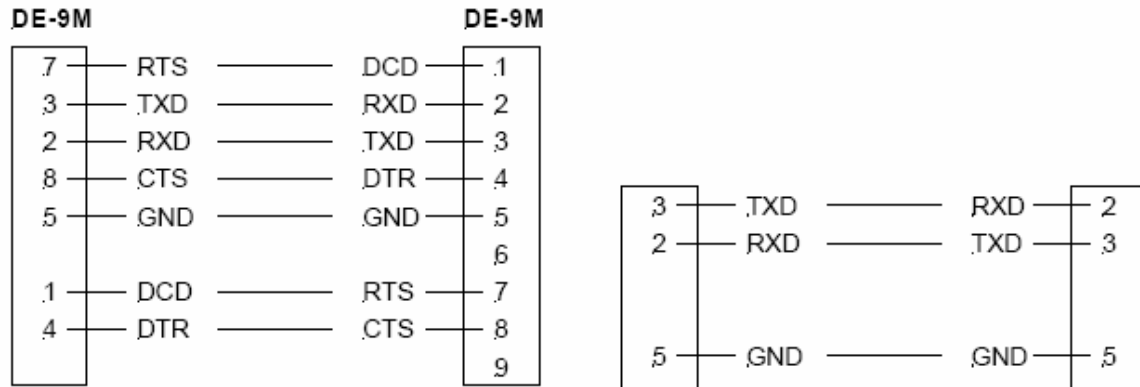 DE-9M DE-9M
7 RTS DCD 1
3 TXD RXD 2
2 RXD TXD 3
8 CTS DTR 4
5 GND GND 5
6
1 DCD RTS 7
4 DTR CTS 8
9
3 TXD RXD 2
2 RXD TXD 3
5 GND GND 5